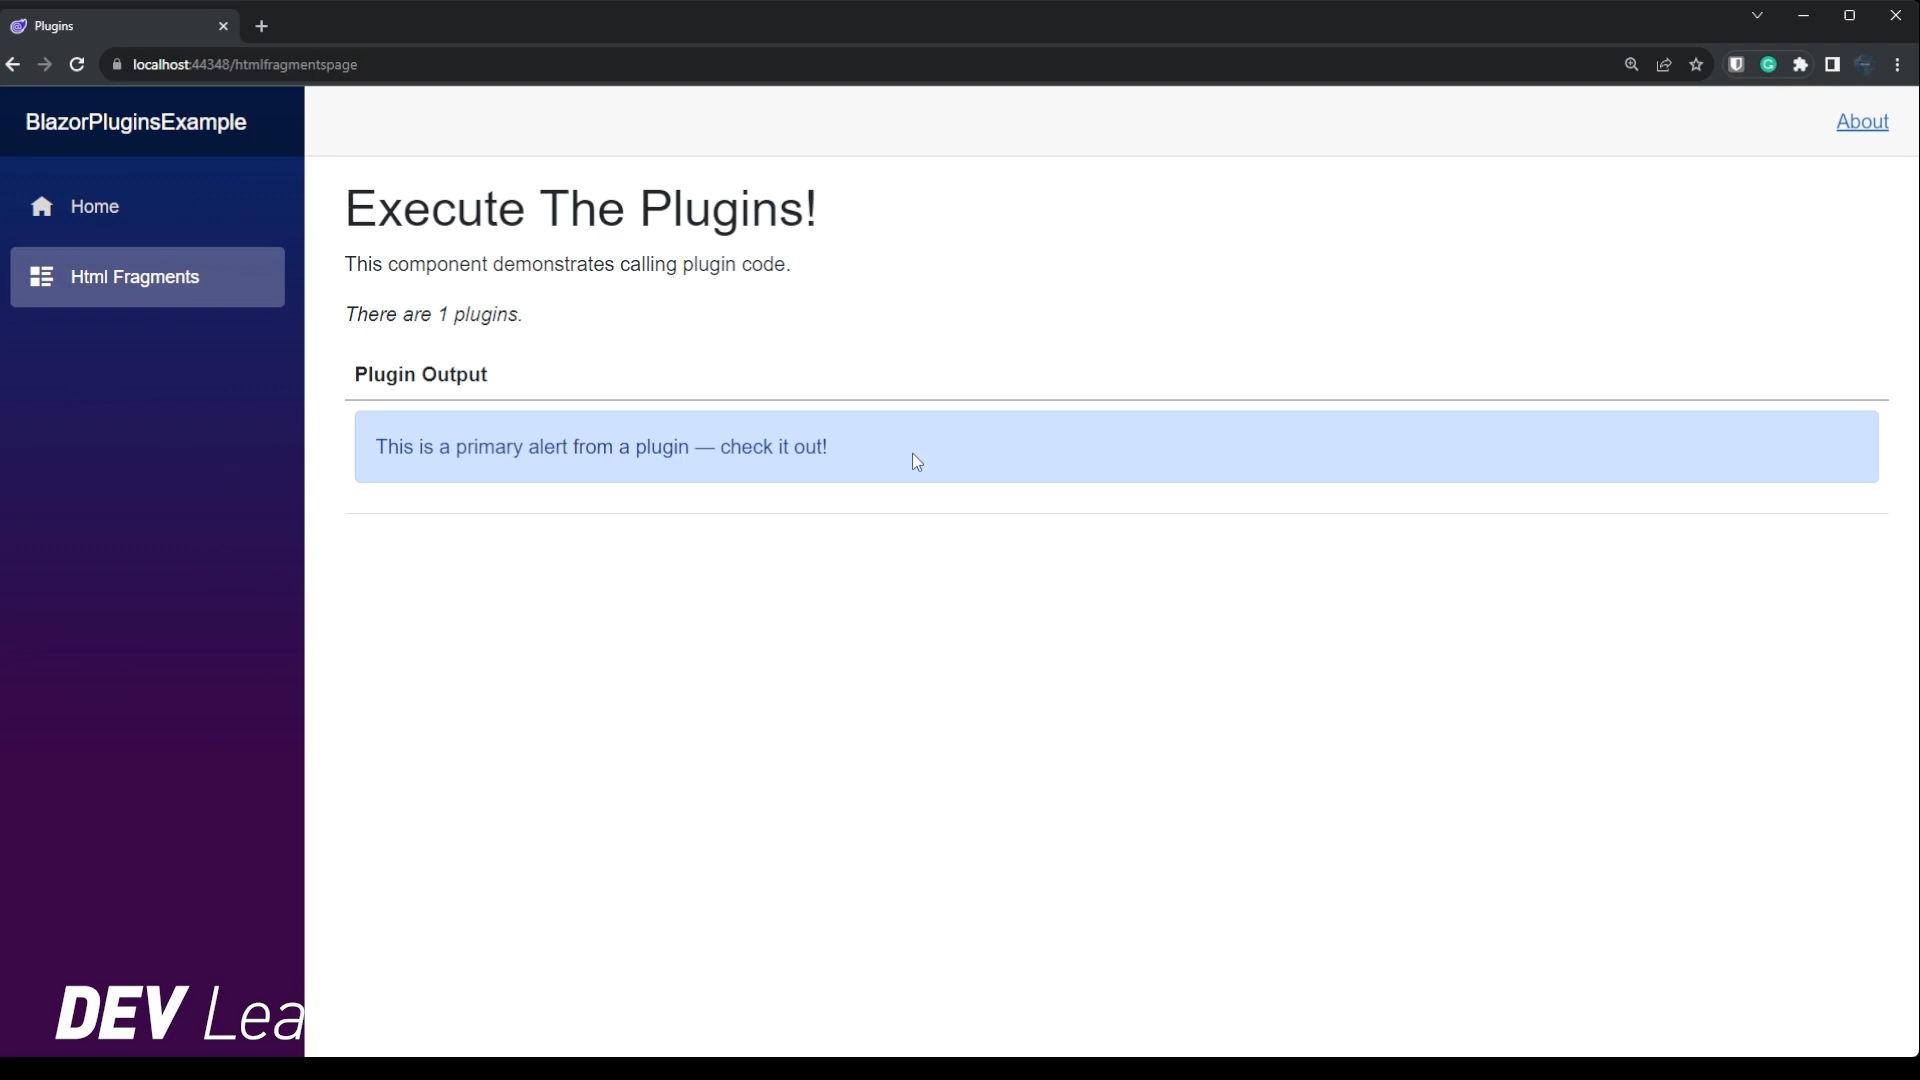 Plugins
localhost:44348/htmlfragmentspage
BlazorPluginsExample
About
Home
Html Fragments
Execute The Plugins!
This component demonstrates calling plugin code.
There are 1 plugins.
Plugin Output
This is a primary alert from a plugin — check it out!
DEV Lea